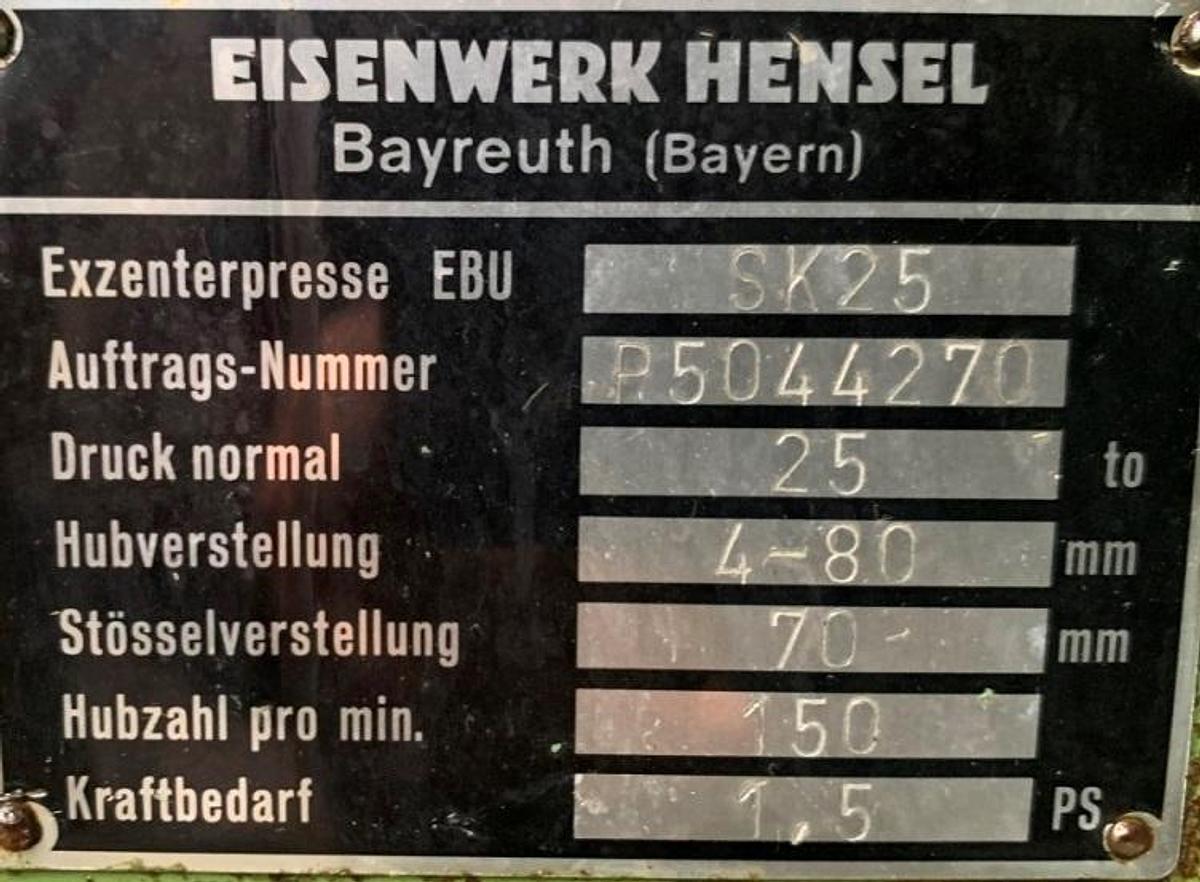 EISENWERK HENSEL
Bayreuth (Bayern)
Exzenterpresse EBU SK25
Auftrags-Nummer P5044270
Druck normal 25 to
Hubverstellung 4-80 mm
Stösselverstellung 70 mm
Hubzahl pro min. 150
Kraftbedarf 1,5 PS